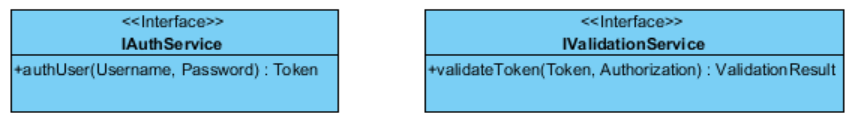 <<Interface>>
IAuthService
+authUser(Username, Password) : Token
<<Interface>>
IValidationService
+validateToken(Token, Authorization) : ValidationResult